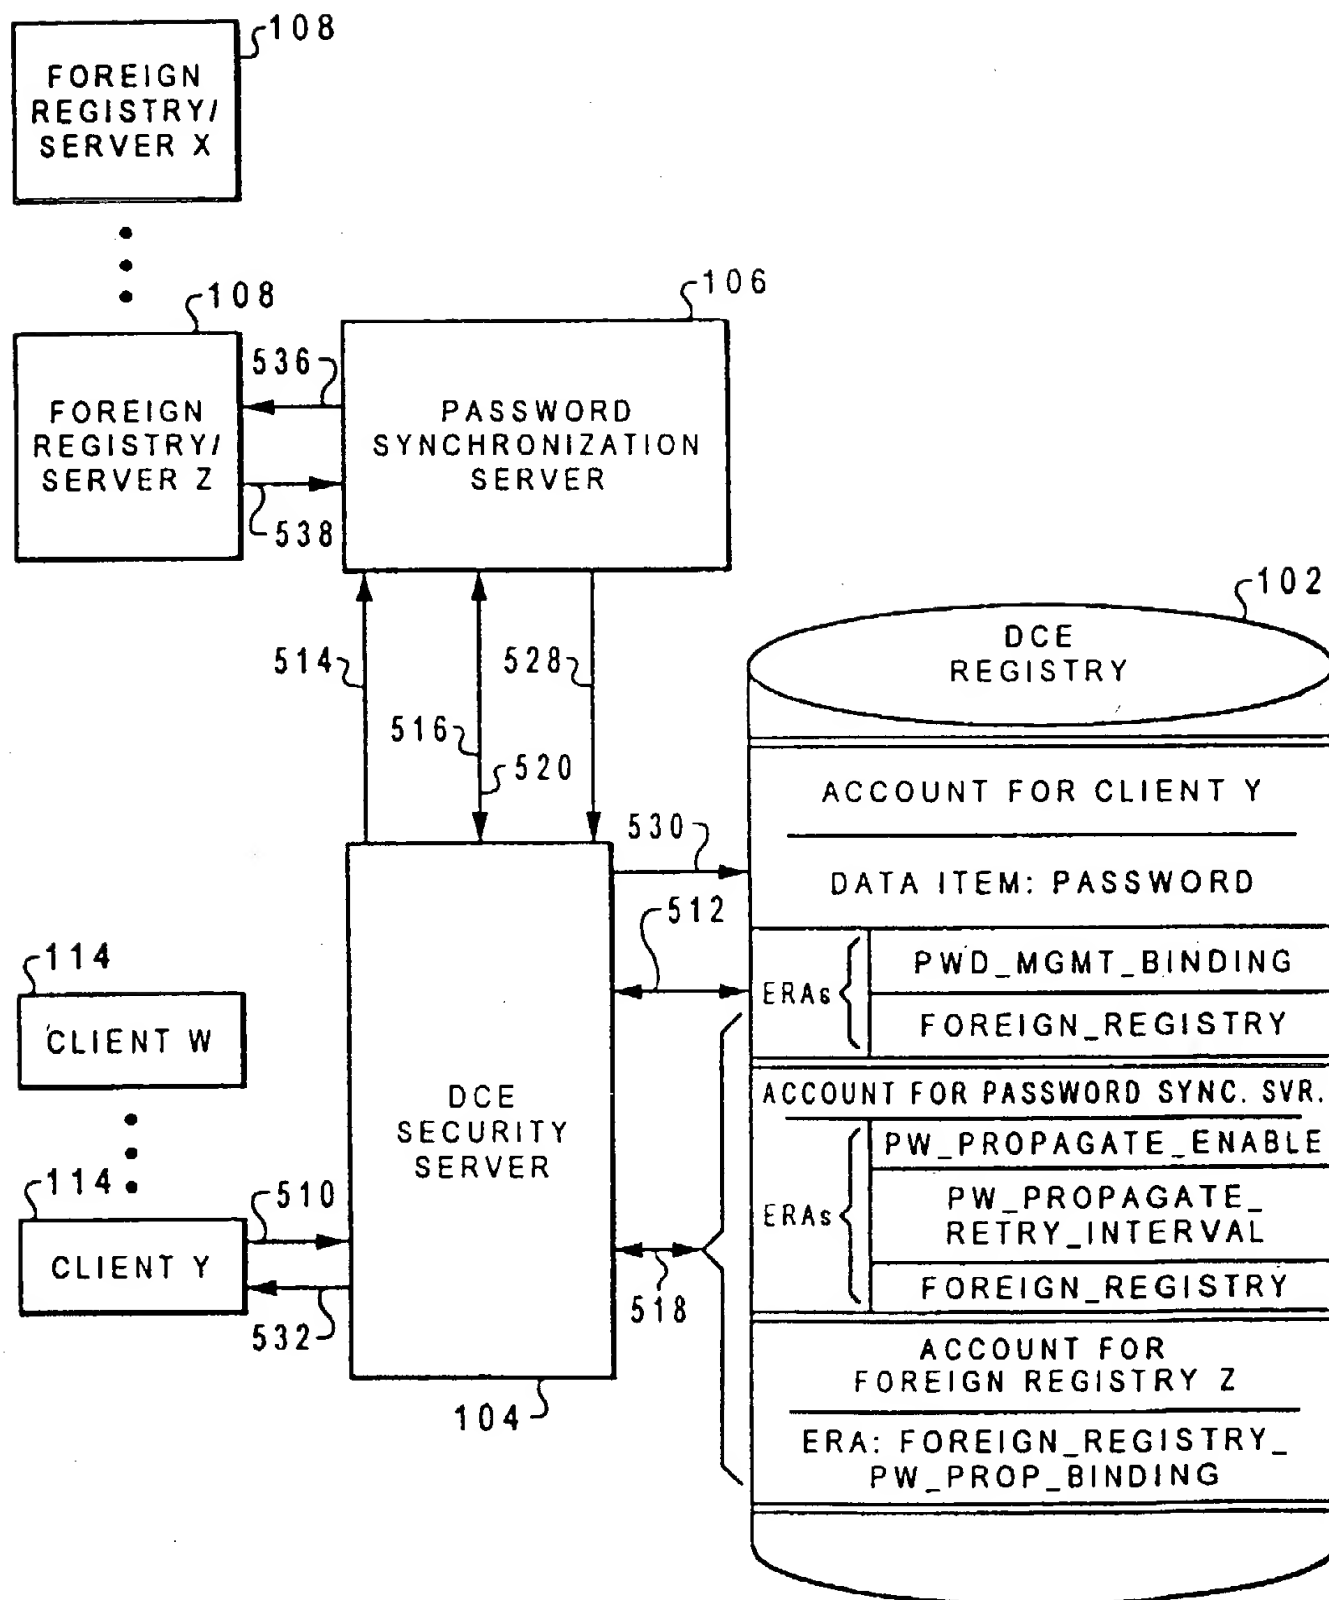 108
FOREIGN
REGISTRY/
SERVER X
108
FOREIGN
REGISTRY/
SERVER Z
536
538
106
PASSWORD
SYNCHRONIZATION
SERVER
514
516
520
528
102
DCE
REGISTRY
ACCOUNT FOR CLIENT Y
DATA ITEM: PASSWORD
ERAs
PWD_MGMT_BINDING
FOREIGN_REGISTRY
ACCOUNT FOR PASSWORD SYNC. SVR.
ERAs
PW_PROPAGATE_ENABLE
PW_PROPAGATE_
RETRY_INTERVAL
FOREIGN_REGISTRY
ACCOUNT FOR
FOREIGN REGISTRY Z
ERA: FOREIGN_REGISTRY_
PW_PROP_BINDING
530
512
518
DCE
SECURITY
SERVER
104
114
CLIENT W
114
CLIENT Y
510
532